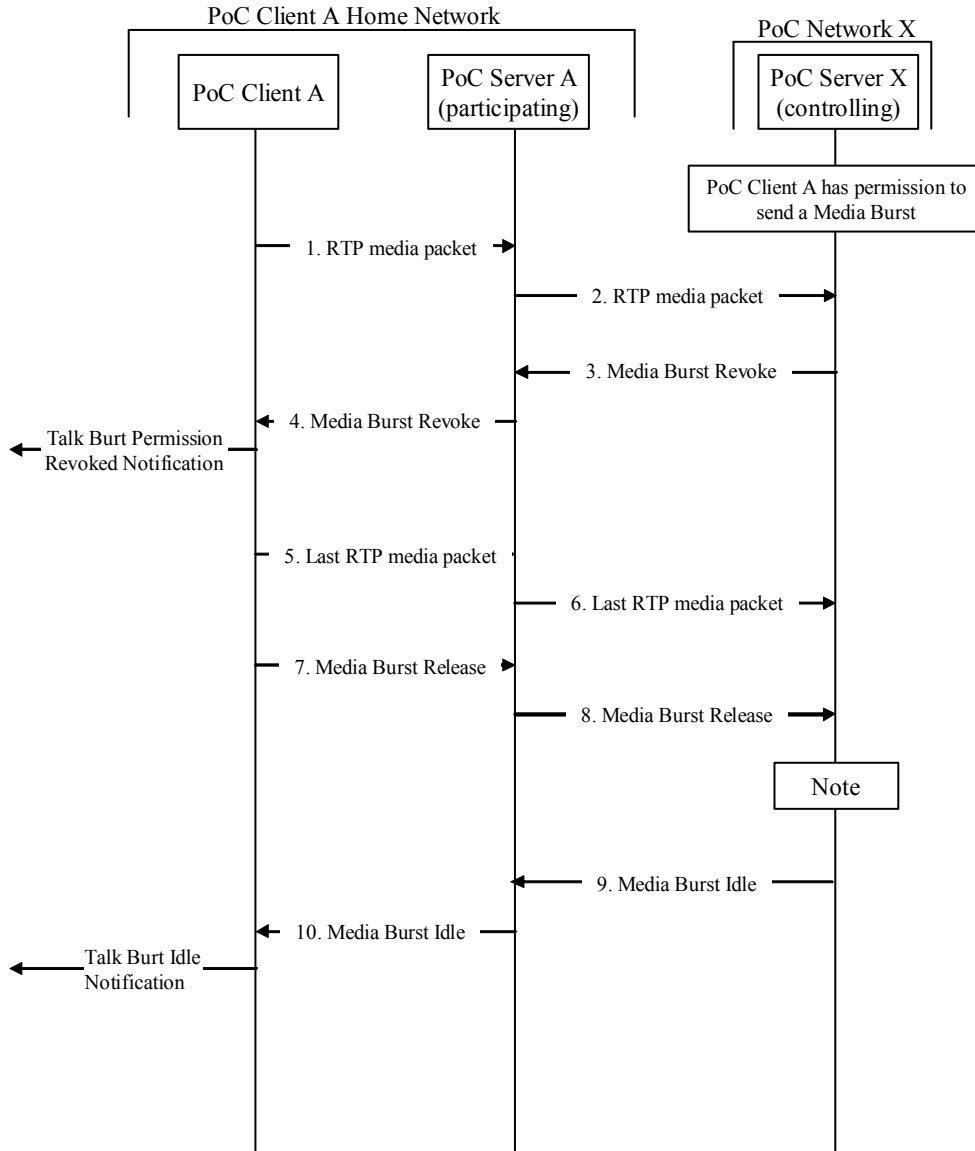 PoC Client A Home Network
PoC Network X
PoC Client A
PoC Server A
(participating)
PoC Server X
(controlling)
PoC Client A has permission to
send a Media Burst
1. RTP media packet
2. RTP media packet
3. Media Burst Revoke
4. Media Burst Revoke
Talk Burt Permission
Revoked Notification
5. Last RTP media packet
6. Last RTP media packet
7. Media Burst Release
8. Media Burst Release
Note
9. Media Burst Idle
10. Media Burst Idle
Talk Burt Idle
Notification